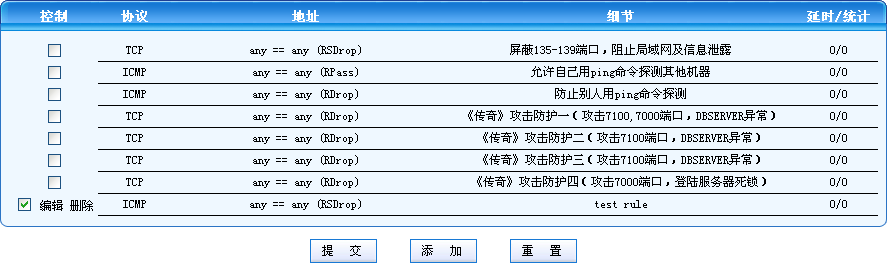 控制 协议 地址 细节 延时/统计
TCP any == any (RSDrop) 屏蔽135-139端口，阻止局域网及信息泄露 0/0
ICMP any == any (RPass) 允许自己用ping命令探测其他机器 0/0
ICMP any == any (RDrop) 防止别人用ping命令探测 0/0
TCP any == any (RDrop) 《传奇》攻击防护一（攻击7100,7000端口，DBSERVER异常） 0/0
TCP any == any (RDrop) 《传奇》攻击防护二（攻击7100端口，DBSERVER异常） 0/0
TCP any == any (RDrop) 《传奇》攻击防护三（攻击7100端口，DBSERVER异常） 0/0
TCP any == any (RDrop) 《传奇》攻击防护四（攻击7000端口，登陆服务器死锁） 0/0
编辑 删除 ICMP any == any (RSDrop) test rule 0/0
提 交 添 加 重 置